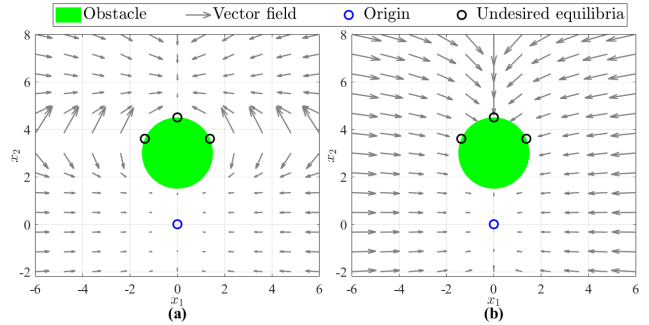 Obstacle Vector field Origin Undesired equilibria
8 8
6 6
4 4
x2 x2
2 2
0 0
-2 -2
-6 -4 -2 0 2 4 6 -6 -4 -2 0 2 4 6
x1 x1
(a) (b)